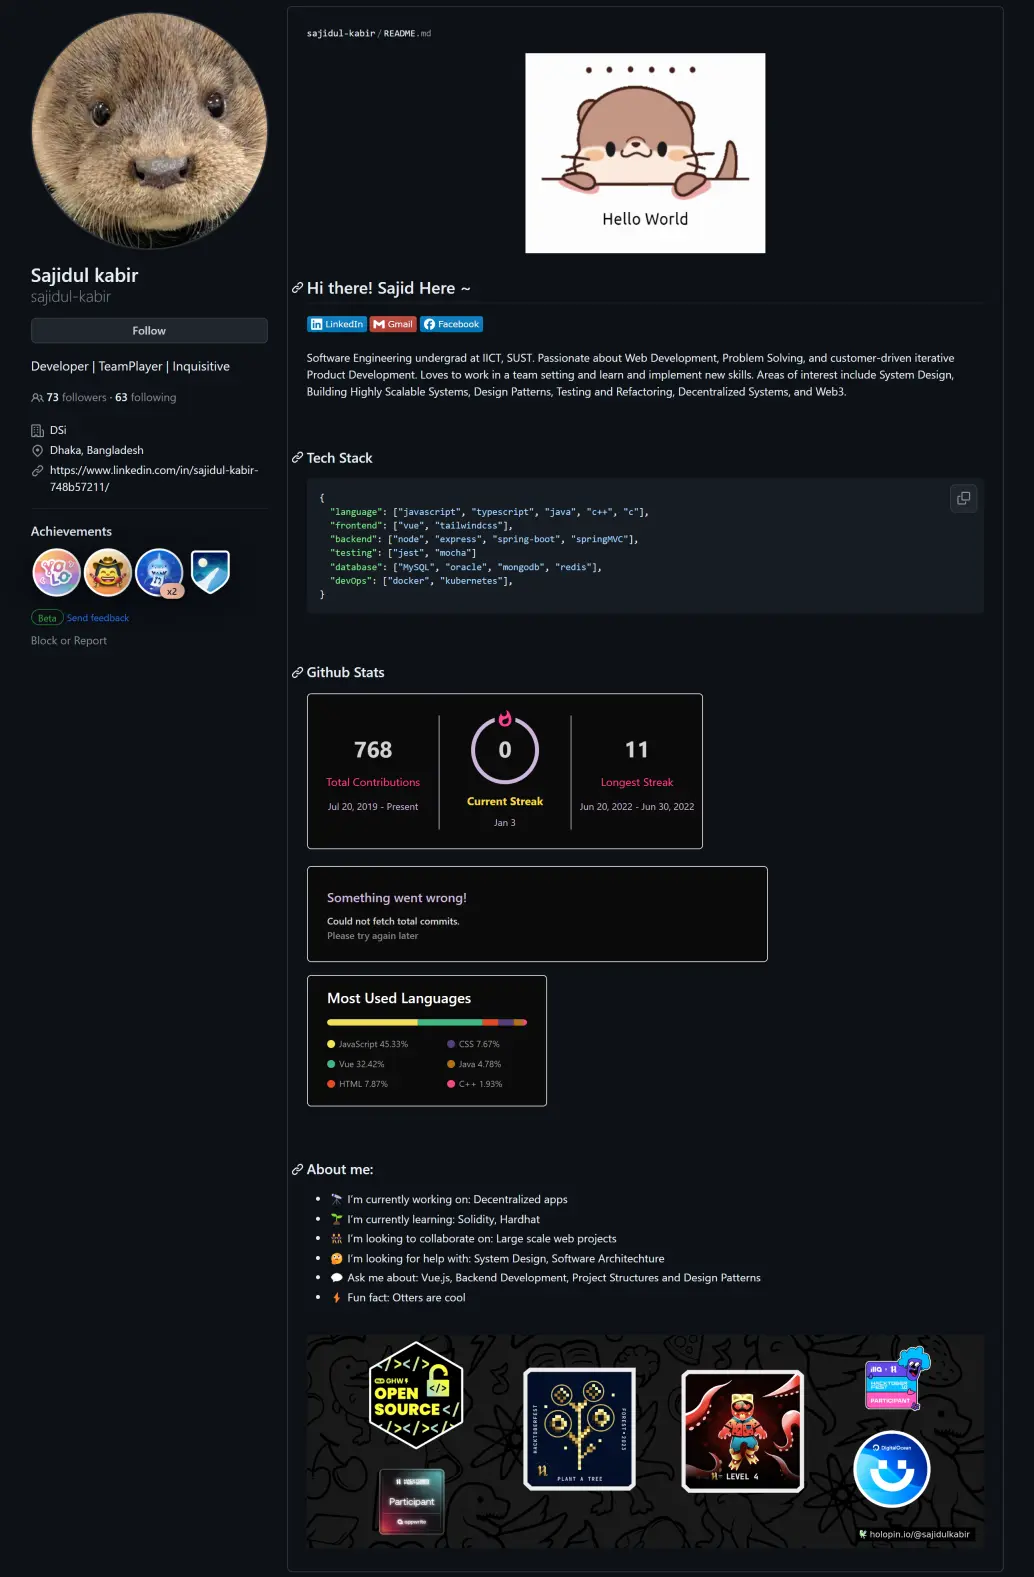 Sajidul kabir
sajidul-kabir
Follow
Developer | TeamPlayer | Inquisitive
73 followers · 63 following
DSi
Dhaka, Bangladesh
https://www.linkedin.com/in/sajidul-kabir-
748b57211/
Achievements
YOLO
x2
Beta Send feedback
Block or Report
sajidul-kabir / README.md
Hello World
Hi there! Sajid Here ~
LinkedIn Gmail Facebook
Software Engineering undergrad at IICT, SUST. Passionate about Web Development, Problem Solving, and customer-driven iterative
Product Development. Loves to work in a team setting and learn and implement new skills. Areas of interest include System Design,
Building Highly Scalable Systems, Design Patterns, Testing and Refactoring, Decentralized Systems, and Web3.
Tech Stack
{
"language": ["javascript", "typescript", "java", "c++", "c"],
"frontend": ["vue", "tailwindcss"],
"backend": ["node", "express", "spring-boot", "springMVC"],
"testing": ["jest", "mocha"]
"database": ["MySQL", "oracle", "mongodb", "redis"],
"devOps": ["docker", "kubernetes"],
}
Github Stats
768
Total Contributions
Jul 20, 2019 - Present
0
Current Streak
Jan 3
11
Longest Streak
Jun 20, 2022 - Jun 30, 2022
Something went wrong!
Could not fetch total commits.
Please try again later
Most Used Languages
JavaScript 45.33%
Vue 32.42%
HTML 7.87%
CSS 7.67%
Java 4.78%
C++ 1.93%
About me:
I'm currently working on: Decentralized apps
I'm currently learning: Solidity, Hardhat
I'm looking to collaborate on: Large scale web projects
I'm looking for help with: System Design, Software Architechture
Ask me about: Vue.js, Backend Development, Project Structures and Design Patterns
Fun fact: Otters are cool
GHW
OPEN
SOURCE
</>
Participant
appwrite
HACKTOBERFEST
FOREST•2023
PLANT A TREE
LEVEL 4
HACKTOBER
FEST 10
PARTICIPANT
DigitalOcean
holopin.io/@sajidulkabir